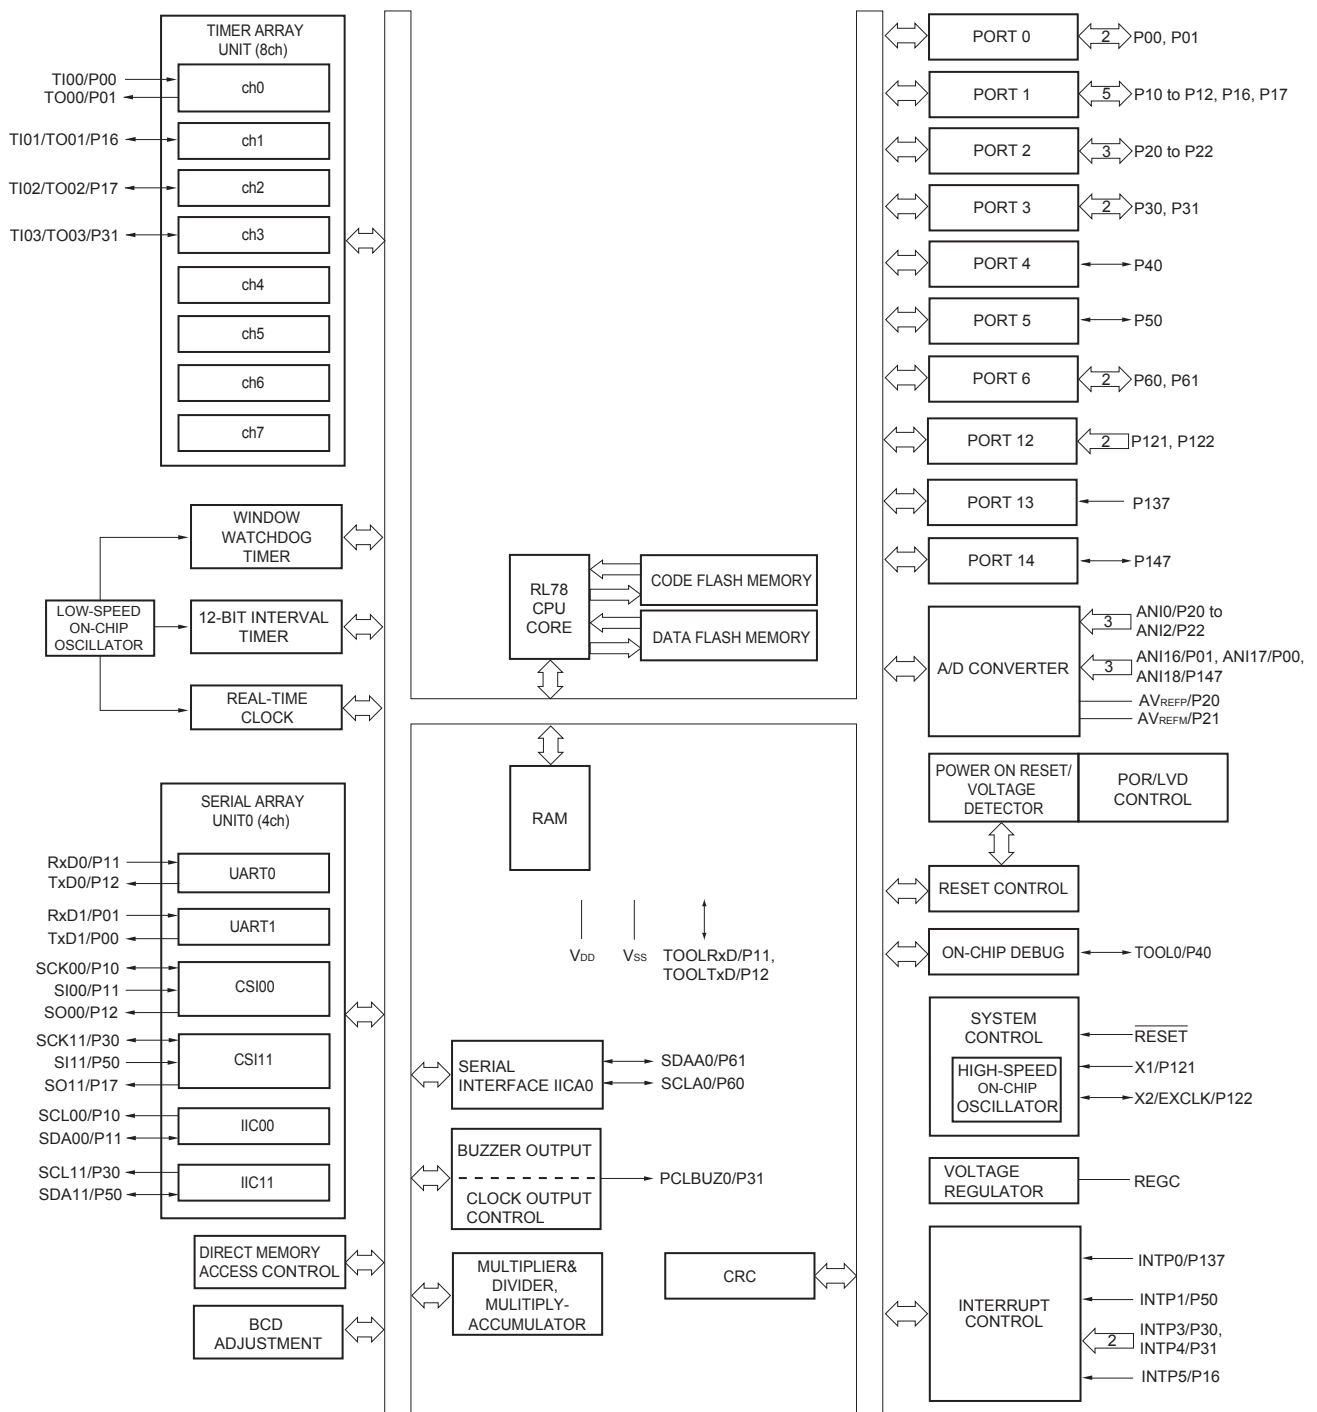 TIMER ARRAY
UNIT (8ch)
TI00/P00
TO00/P01
ch0
TI01/TO01/P16
ch1
TI02/TO02/P17
ch2
TI03/TO03/P31
ch3
ch4
ch5
ch6
ch7
WINDOW
WATCHDOG
TIMER
LOW-SPEED
ON-CHIP
OSCILLATOR
12-BIT INTERVAL
TIMER
REAL-TIME
CLOCK
SERIAL ARRAY
UNIT0 (4ch)
RxD0/P11
TxD0/P12
UART0
RxD1/P01
TxD1/P00
UART1
SCK00/P10
SI00/P11
SO00/P12
CSI00
SCK11/P30
SI11/P50
SO11/P17
CSI11
SCL00/P10
SDA00/P11
IIC00
SCL11/P30
SDA11/P50
IIC11
DIRECT MEMORY
ACCESS CONTROL
BCD
ADJUSTMENT
RL78
CPU
CORE
CODE FLASH MEMORY
DATA FLASH MEMORY
RAM
VDD
VSS
TOOLRxD/P11,
TOOLTxD/P12
SERIAL
INTERFACE IICA0
SDAA0/P61
SCLA0/P60
BUZZER OUTPUT
CLOCK OUTPUT
CONTROL
PCLBUZ0/P31
MULTIPLIER&
DIVIDER,
MULITIPLY-
ACCUMULATOR
CRC
PORT 0
2
P00, P01
PORT 1
5
P10 to P12, P16, P17
PORT 2
3
P20 to P22
PORT 3
2
P30, P31
PORT 4
P40
PORT 5
P50
PORT 6
2
P60, P61
PORT 12
2
P121, P122
PORT 13
P137
PORT 14
P147
A/D CONVERTER
3
ANI0/P20 to
ANI2/P22
3
ANI16/P01, ANI17/P00,
ANI18/P147
AVREFP/P20
AVREFM/P21
POWER ON RESET/
VOLTAGE
DETECTOR
POR/LVD
CONTROL
RESET CONTROL
ON-CHIP DEBUG
TOOL0/P40
SYSTEM
CONTROL
HIGH-SPEED
ON-CHIP
OSCILLATOR
RESET
X1/P121
X2/EXCLK/P122
VOLTAGE
REGULATOR
REGC
INTERRUPT
CONTROL
INTP0/P137
INTP1/P50
2
INTP3/P30,
INTP4/P31
INTP5/P16